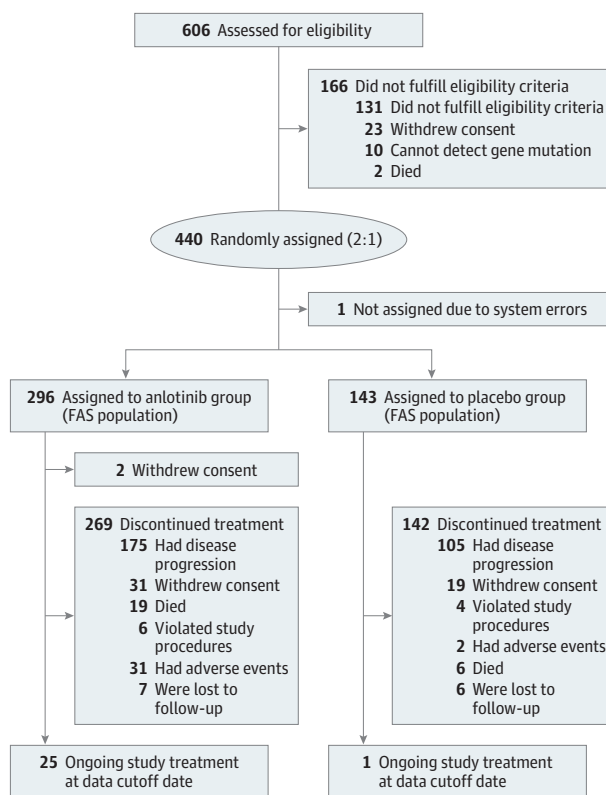 606 Assessed for eligibility
166 Did not fulfill eligibility criteria
131 Did not fulfill eligibility criteria
23 Withdrew consent
10 Cannot detect gene mutation
2 Died
440 Randomly assigned (2:1)
1 Not assigned due to system errors
296 Assigned to anlotinib group
(FAS population)
143 Assigned to placebo group
(FAS population)
2 Withdrew consent
269 Discontinued treatment
175 Had disease
progression
31 Withdrew consent
19 Died
6 Violated study
procedures
31 Had adverse events
7 Were lost to
follow-up
142 Discontinued treatment
105 Had disease
progression
19 Withdrew consent
4 Violated study
procedures
2 Had adverse events
6 Died
6 Were lost to
follow-up
25 Ongoing study treatment
at data cutoff date
1 Ongoing study treatment
at data cutoff date